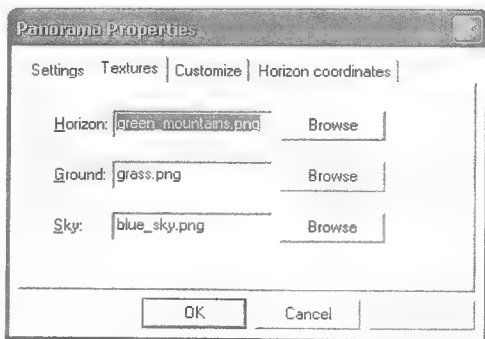 Panorama Properties
Settings Textures Customize Horizon coordinates
Horizon: green_mountains.png Browse
Ground: grass.png Browse
Sky: blue_sky.png Browse
OK Cancel